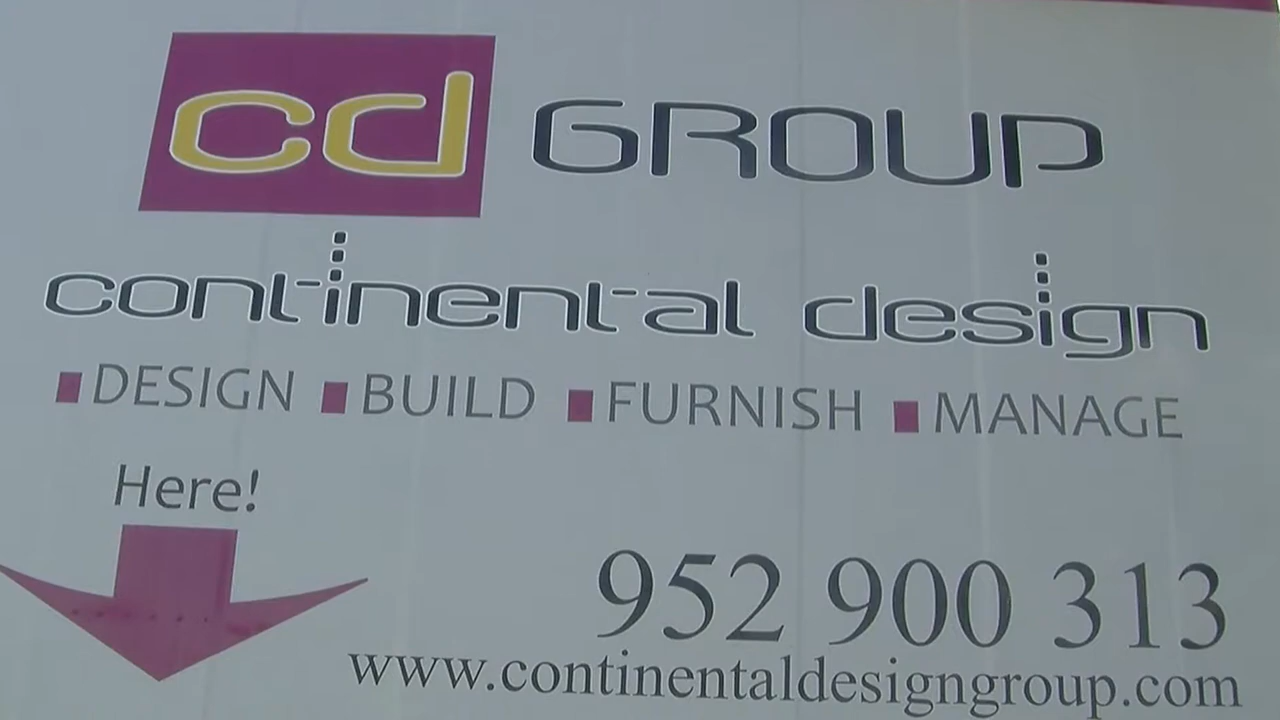 cd GROUP
continental design
DESIGN BUILD FURNISH MANAGE
Here!
952 900 313
www.continentaldesigngroup.com